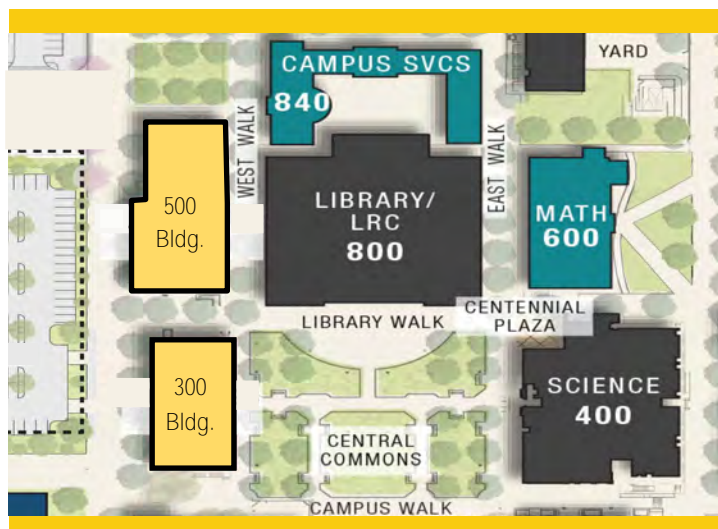 YARD
CAMPUS SVCS
840
WEST WALK
EAST WALK
500
Bldg.
LIBRARY/
LRC
800
MATH
600
CENTENNIAL
PLAZA
LIBRARY WALK
300
Bldg.
SCIENCE
400
CENTRAL
COMMONS
CAMPUS WALK